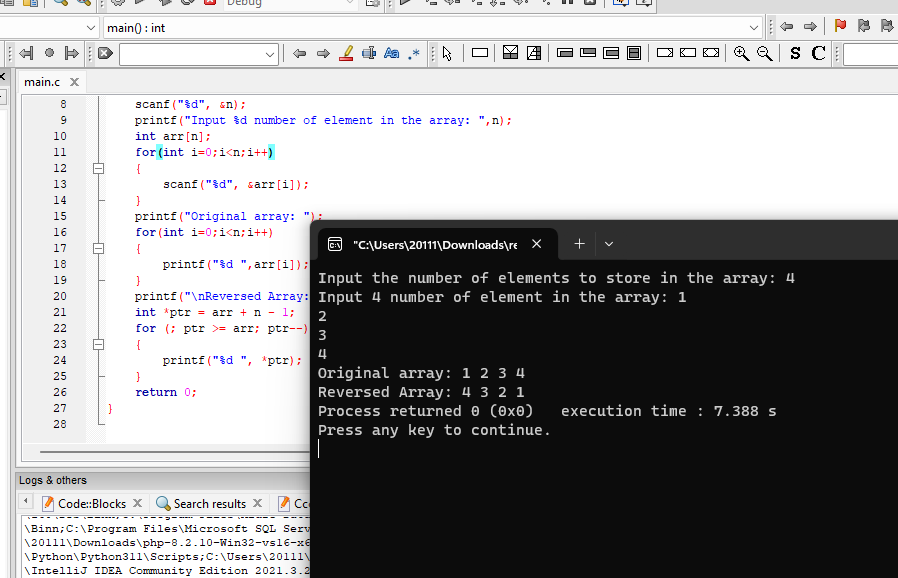 Debug
main() : int
Aa .*
S C
main.c
8 scanf("%d", &n);
9 printf("Input %d number of element in the array: ",n);
10 int arr[n];
11 for(int i=0;i<n;i++)
12 {
13 scanf("%d", &arr[i]);
14 }
15 printf("Original array: ");
16 for(int i=0;i<n;i++)
17 {
18 printf("%d ",arr[i]);
19 }
20 printf("\nReversed Array:
21 int *ptr = arr + n - 1;
22 for (; ptr >= arr; ptr--)
23 {
24 printf("%d ", *ptr);
25 }
26 return 0;
27 }
28
"C:\Users\20111\Downloads\re
Input the number of elements to store in the array: 4
Input 4 number of element in the array: 1
2
3
4
Original array: 1 2 3 4
Reversed Array: 4 3 2 1
Process returned 0 (0x0)   execution time : 7.388 s
Press any key to continue.
Logs & others
Code::Blocks
Search results
Cc
\Binn;C:\Program Files\Microsoft SQL Serv
\20111\Downloads\php-8.2.10-Win32-vs16-x6
\Python\Python311\Scripts;C:\Users\20111\
\IntelliJ IDEA Community Edition 2021.3.2